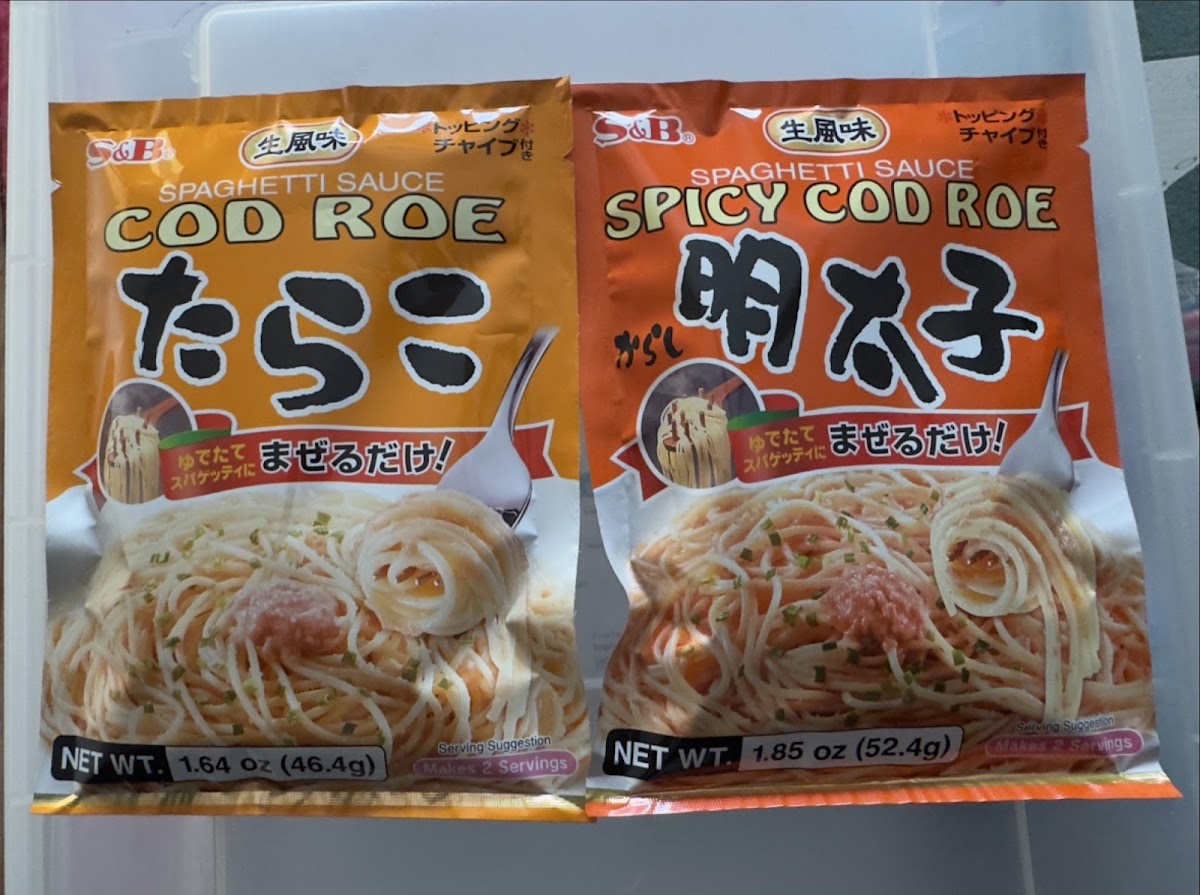 S&B®
生風味
*トッピング*
チャイブ付き
SPAGHETTI SAUCE
COD ROE
たらこ
ゆでたて
スパゲッティに
まぜるだけ!
NET WT. 1.64 oz (46.4g)
Serving Suggestion
Makes 2 Servings
S&B®
生風味
*トッピング*
チャイブ付き
SPAGHETTI SAUCE
SPICY COD ROE
からし
明太子
ゆでたて
スパゲッティに
まぜるだけ!
NET WT. 1.85 oz (52.4g)
Serving Suggestion
Makes 2 Servings